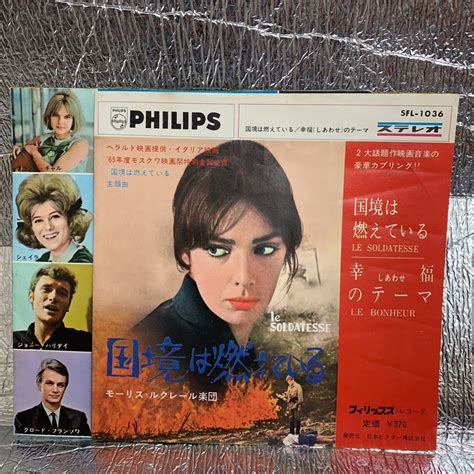 PHILIPS
PHILIPS
国境は燃えている/幸福(しあわせ)のテーマ
SFL-1036
ステレオ
ヘラルド映画提供・イタリア映画
'65年度モスクワ映画祭特別金賞受賞
国境は燃えている
主題曲
2大話題作映画音楽の
豪華カプリング!!
国境は
燃えている
LE SOLDATESSE
幸福
しあわせ
のテーマ
LE BONHEUR
シェイラ
ジョニー・ハリデイ
クロード・フランソワ
le
SOLDATESSE
国境は燃えている
モーリス・ルクレール楽団
フィリップス・レコード
定価 ¥370
発売元 日本ビクター株式会社